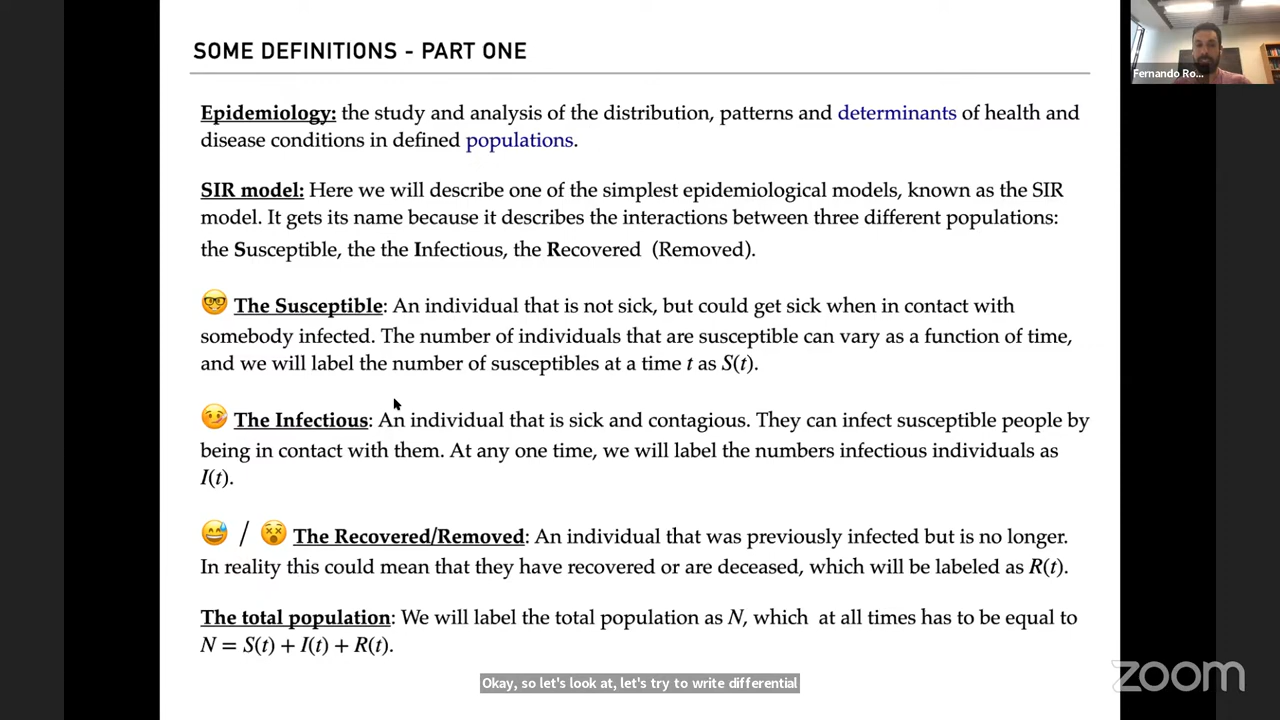 SOME DEFINITIONS - PART ONE
Fernando Ro...
Epidemiology: the study and analysis of the distribution, patterns and determinants of health and
disease conditions in defined populations.
SIR model: Here we will describe one of the simplest epidemiological models, known as the SIR
model. It gets its name because it describes the interactions between three different populations:
the Susceptible, the the Infectious, the Recovered (Removed).
The Susceptible: An individual that is not sick, but could get sick when in contact with
somebody infected. The number of individuals that are susceptible can vary as a function of time,
and we will label the number of susceptibles at a time t as S(t).
The Infectious: An individual that is sick and contagious. They can infect susceptible people by
being in contact with them. At any one time, we will label the numbers infectious individuals as
I(t).
/ The Recovered/Removed: An individual that was previously infected but is no longer.
In reality this could mean that they have recovered or are deceased, which will be labeled as R(t).
The total population: We will label the total population as N, which at all times has to be equal to
N = S(t) + I(t) + R(t).
Okay, so let's look at, let's try to write differential
zoom